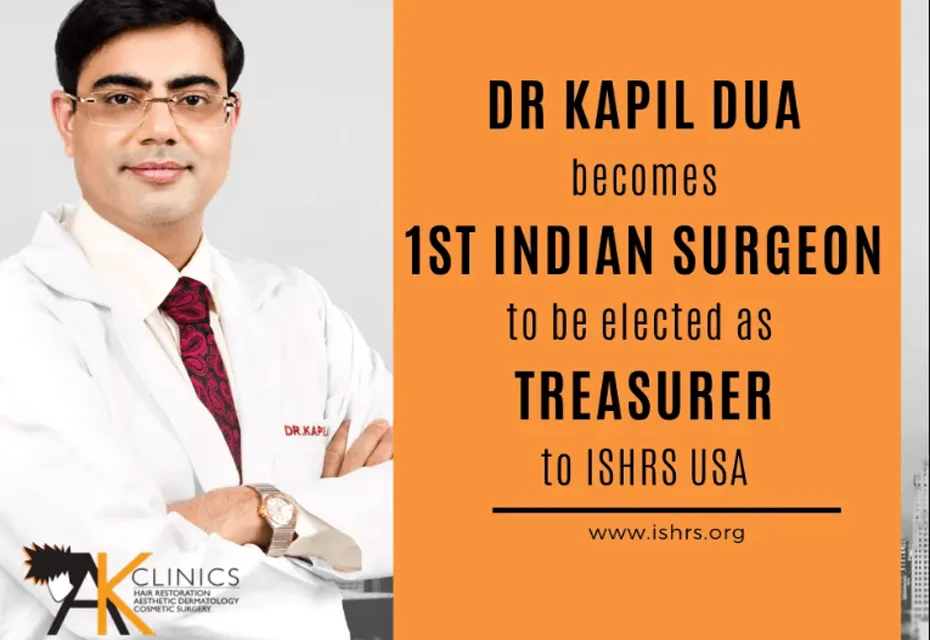 DR KAPIL DUA
becomes
1ST INDIAN SURGEON
to be elected as
TREASURER
to ISHRS USA
www.ishrs.org
DR.KAPIL
AK CLINICS
HAIR RESTORATION
AESTHETIC DERMATOLOGY
COSMETIC SURGERY